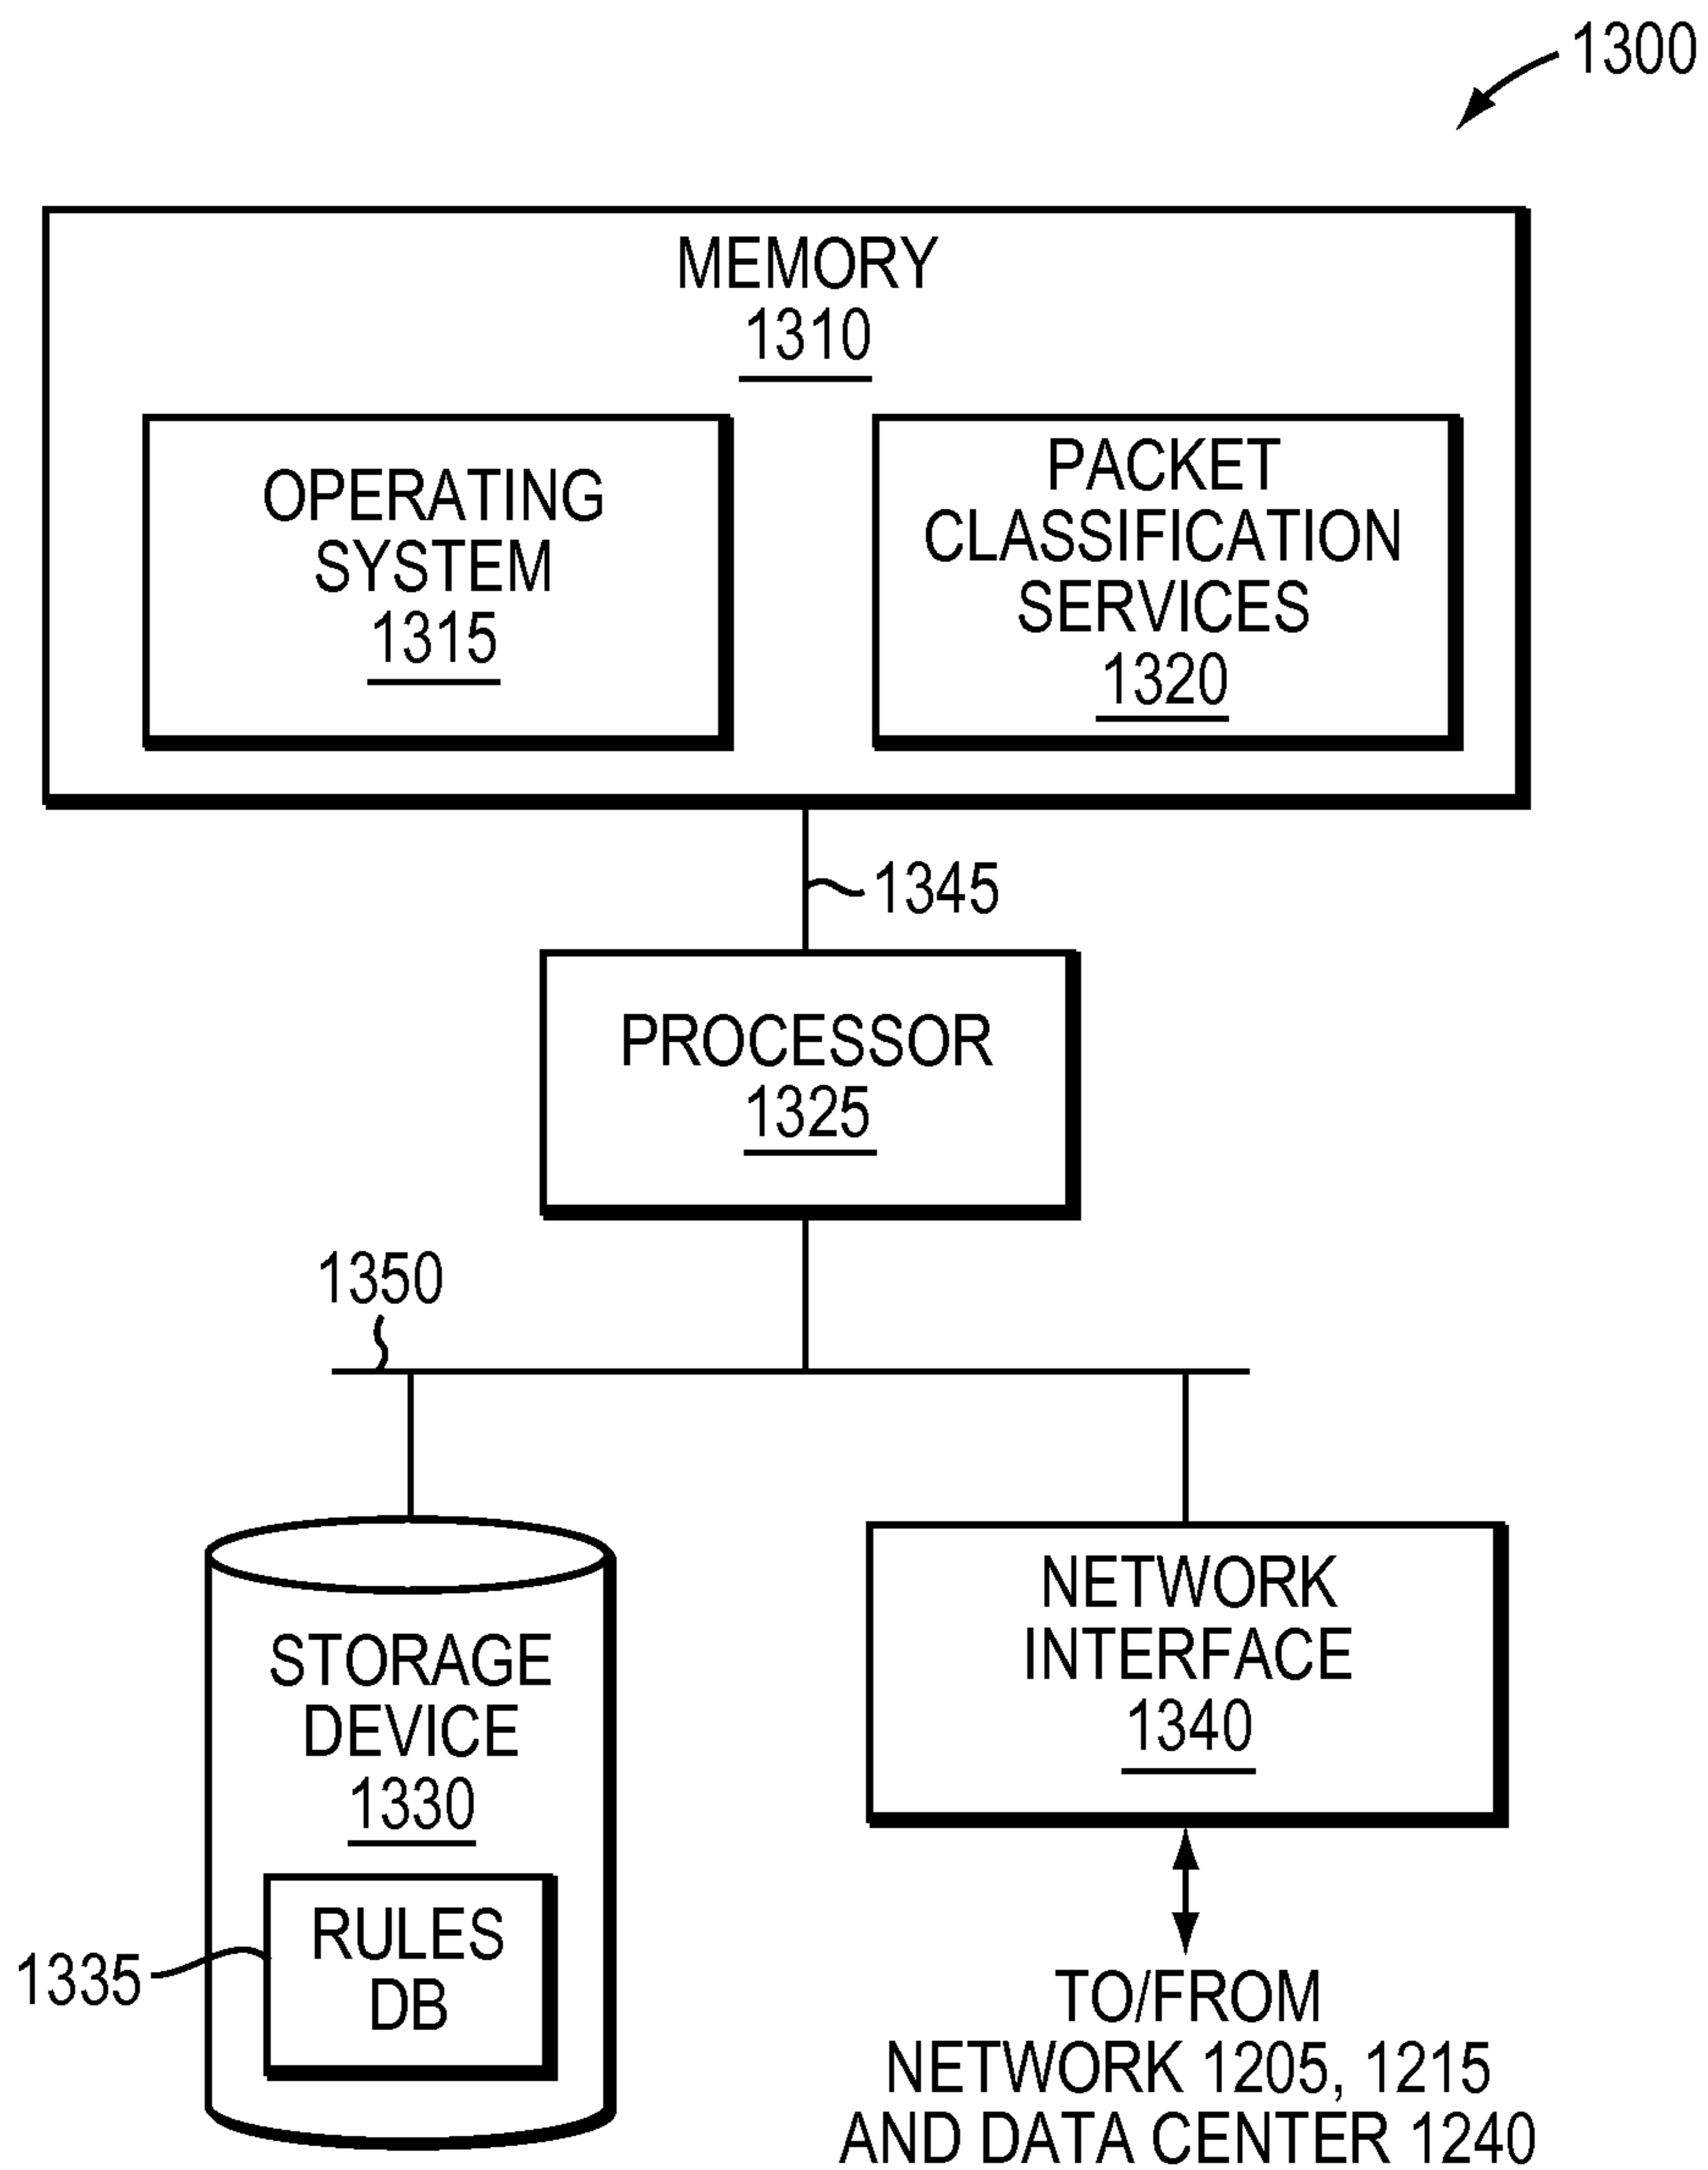 1300
MEMORY
1310
OPERATING
SYSTEM
1315
PACKET
CLASSIFICATION
SERVICES
1320
1345
PROCESSOR
1325
1350
STORAGE
DEVICE
1330
RULES
DB
1335
NETWORK
INTERFACE
1340
TO/FROM
NETWORK 1205, 1215
AND DATA CENTER 1240